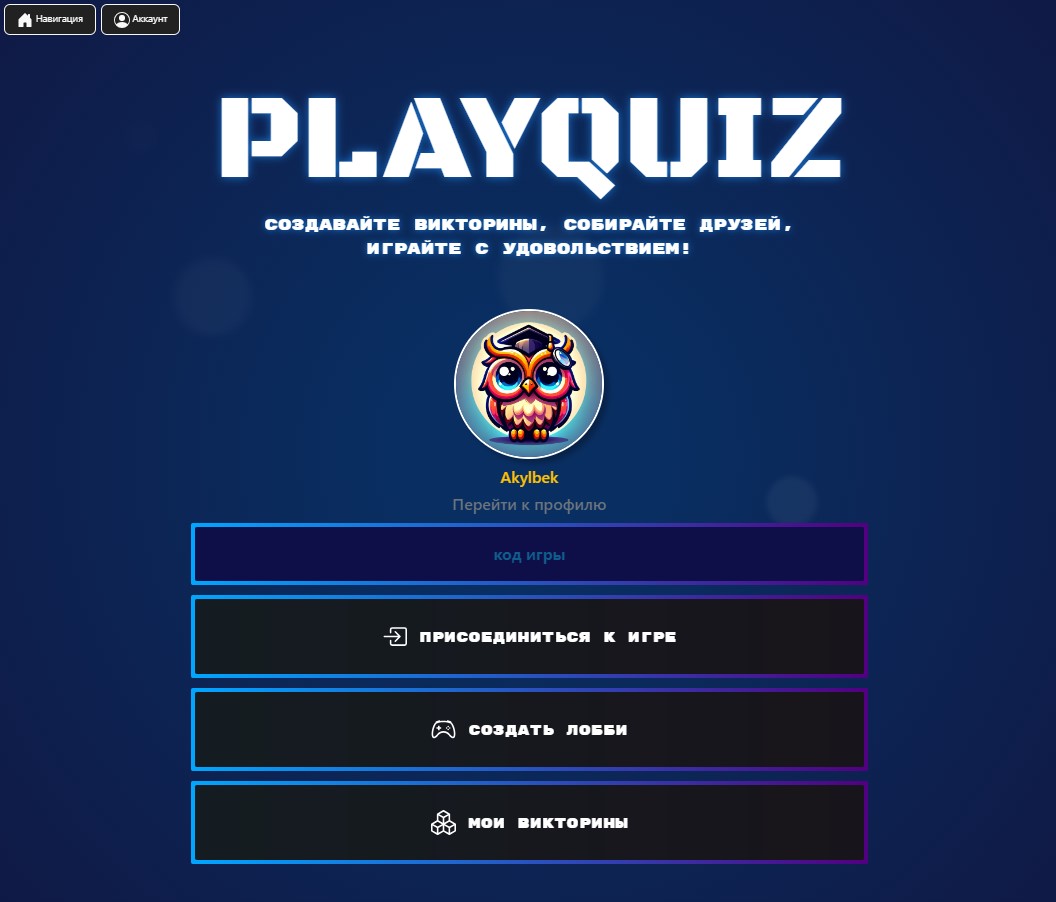 Навигация
Аккаунт
PLAYQUIZ
СОЗДАВАЙТЕ ВИКТОРИНЫ, СОБИРАЙТЕ ДРУЗЕЙ,
ИГРАЙТЕ С УДОВОЛЬСТВИЕМ!
Akylbek
Перейти к профилю
код игры
ПРИСОЕДИНИТЬСЯ К ИГРЕ
СОЗДАТЬ ЛОББИ
МОИ ВИКТОРИНЫ